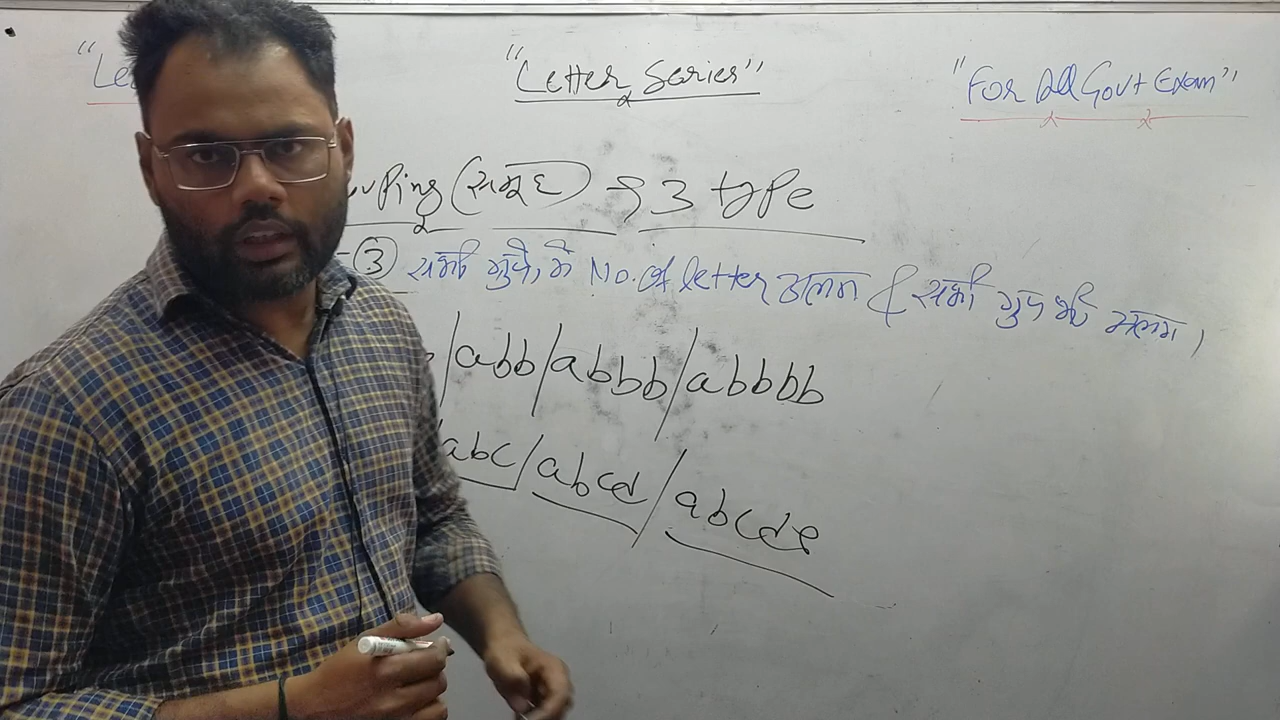 "Le
"Letter Series"
"For All Govt Exam"
uping (समूह) → 3 type
③ सभी ग्रुपो में No. of letter अलग & सभी ग्रुप भी अलग।
/ abb / abbb / abbbb
abc / abcd / abcde